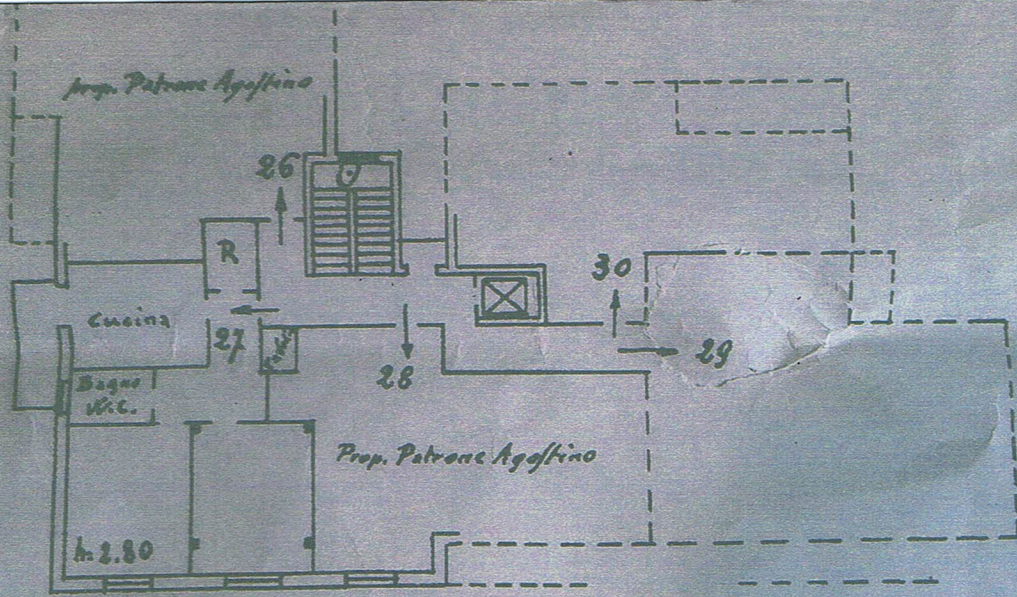 prop. Patrone Agostino
26
R
30
Cucina
27
29
28
Bagno
W.C.
Prop. Patrone Agostino
h. 2.80